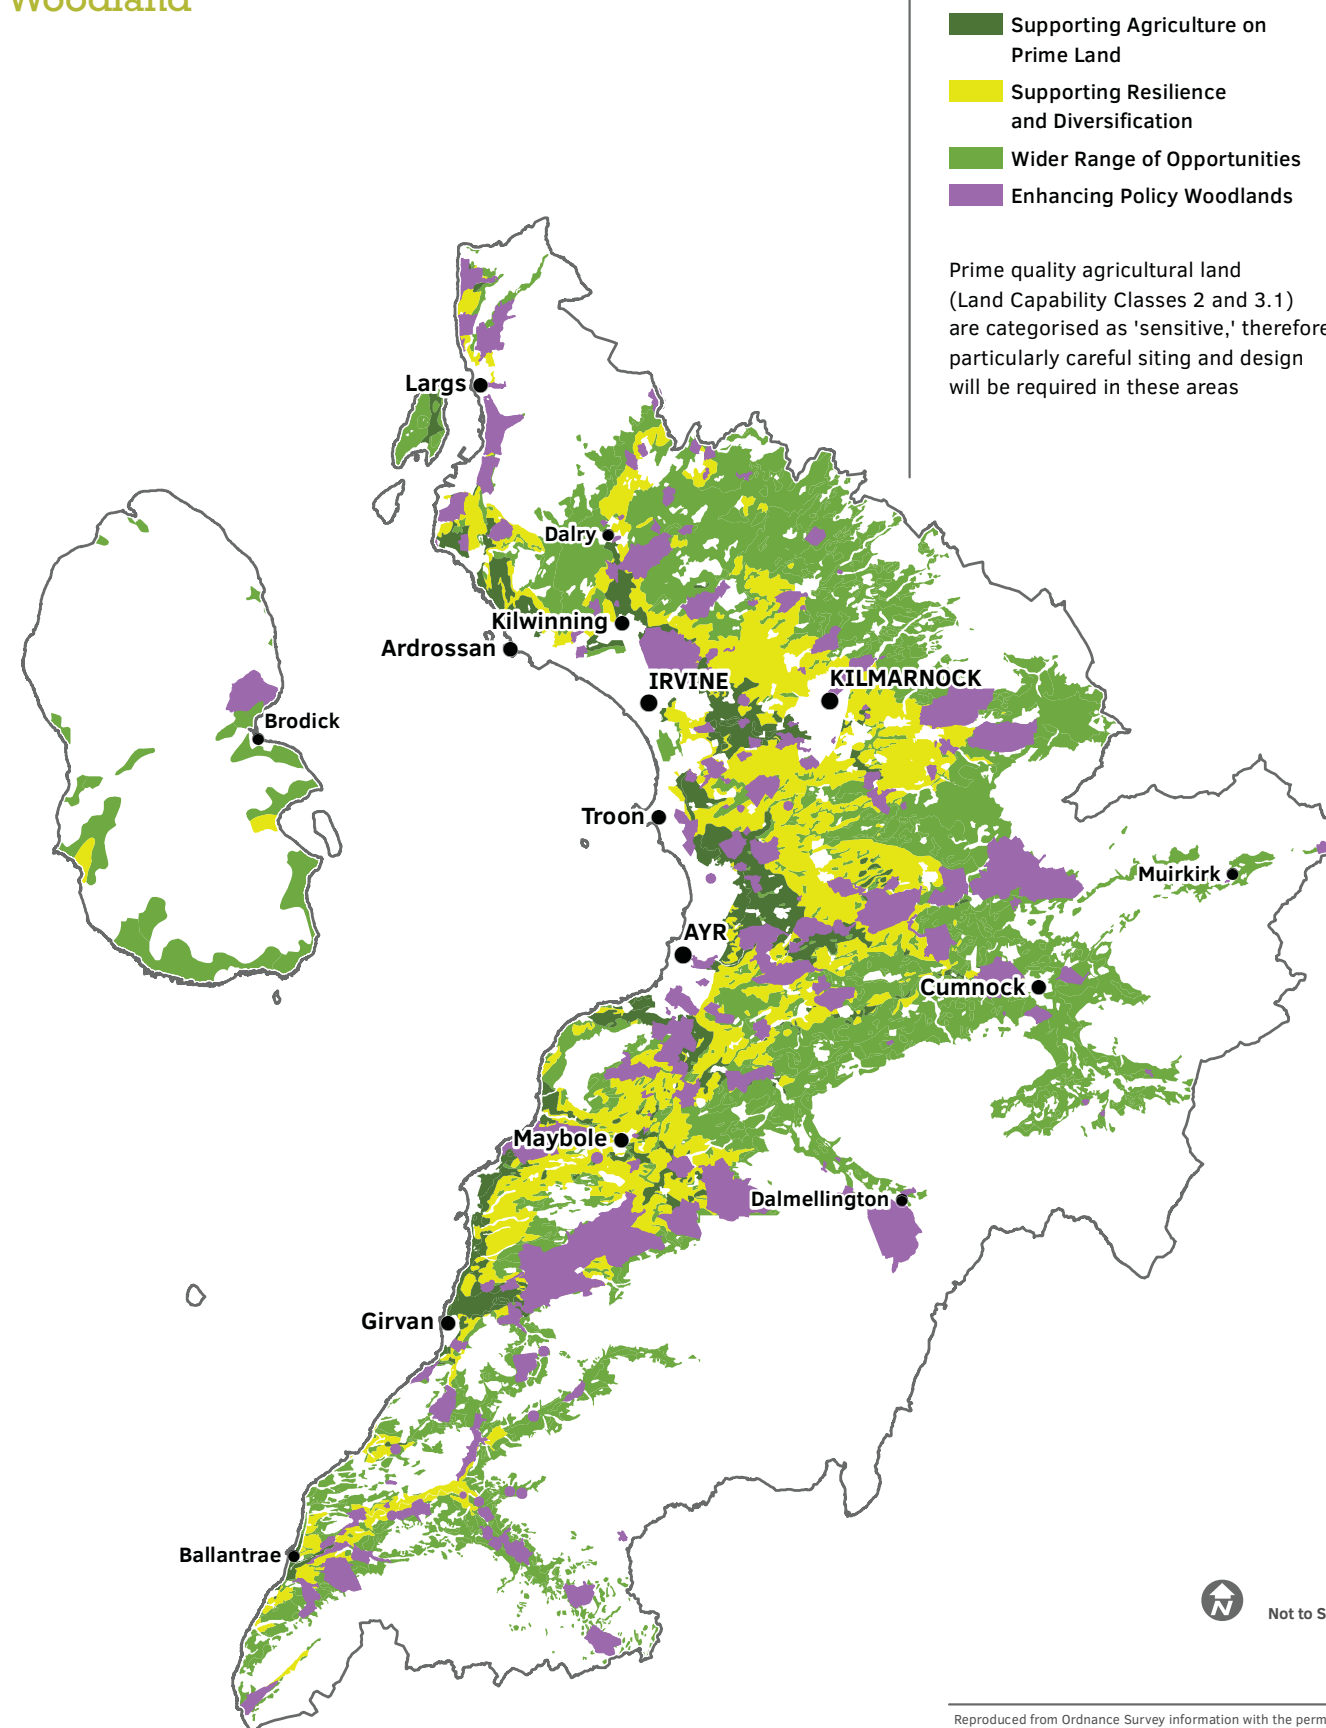 Woodland
Supporting Agriculture on
Prime Land
Supporting Resilience
and Diversification
Wider Range of Opportunities
Enhancing Policy Woodlands
Prime quality agricultural land
(Land Capability Classes 2 and 3.1)
are categorised as 'sensitive,' therefore
particularly careful siting and design
will be required in these areas
Largs
Dalry
Kilwinning
Ardrossan
IRVINE
KILMARNOCK
Brodick
Troon
Muirkirk
AYR
Cumnock
Maybole
Dalmellington
Girvan
Ballantrae
N
Not to S
Reproduced from Ordnance Survey information with the perm